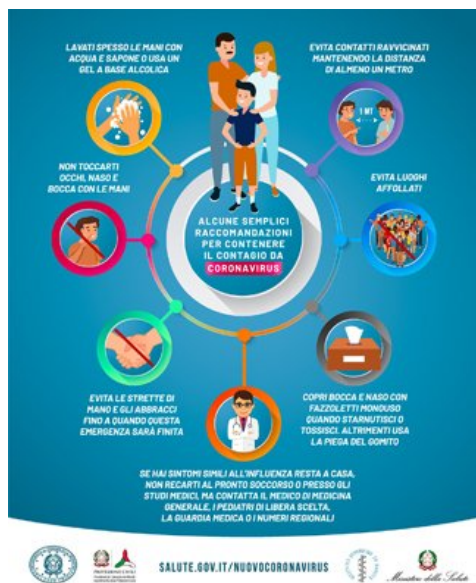 LAVATI SPESSO LE MANI CON
ACQUA E SAPONE O USA UN
GEL A BASE ALCOLICA
EVITA CONTATTI RAVVICINATI
MANTENENDO LA DISTANZA
DI ALMENO UN METRO
1 MT
NON TOCCARTI
OCCHI, NASO E
BOCCA CON LE MANI
EVITA LUOGHI
AFFOLLATI
ALCUNE SEMPLICI
RACCOMANDAZIONI
PER CONTENERE
IL CONTAGIO DA
CORONAVIRUS
EVITA LE STRETTE DI
MANO E GLI ABBRACCI
FINO A QUANDO QUESTA
EMERGENZA SARÀ FINITA
COPRI BOCCA E NASO CON
FAZZOLETTI MONOUSO
QUANDO STARNUTISCI O
TOSSISCI. ALTRIMENTI USA
LA PIEGA DEL GOMITO
SE HAI SINTOMI SIMILI ALL'INFLUENZA RESTA A CASA,
NON RECARTI AL PRONTO SOCCORSO O PRESSO GLI
STUDI MEDICI, MA CONTATTA IL MEDICO DI MEDICINA
GENERALE, I PEDIATRI DI LIBERA SCELTA,
LA GUARDIA MEDICA O I NUMERI REGIONALI
SALUTE.GOV.IT/NUOVOCORONAVIRUS
Ministero della Salute